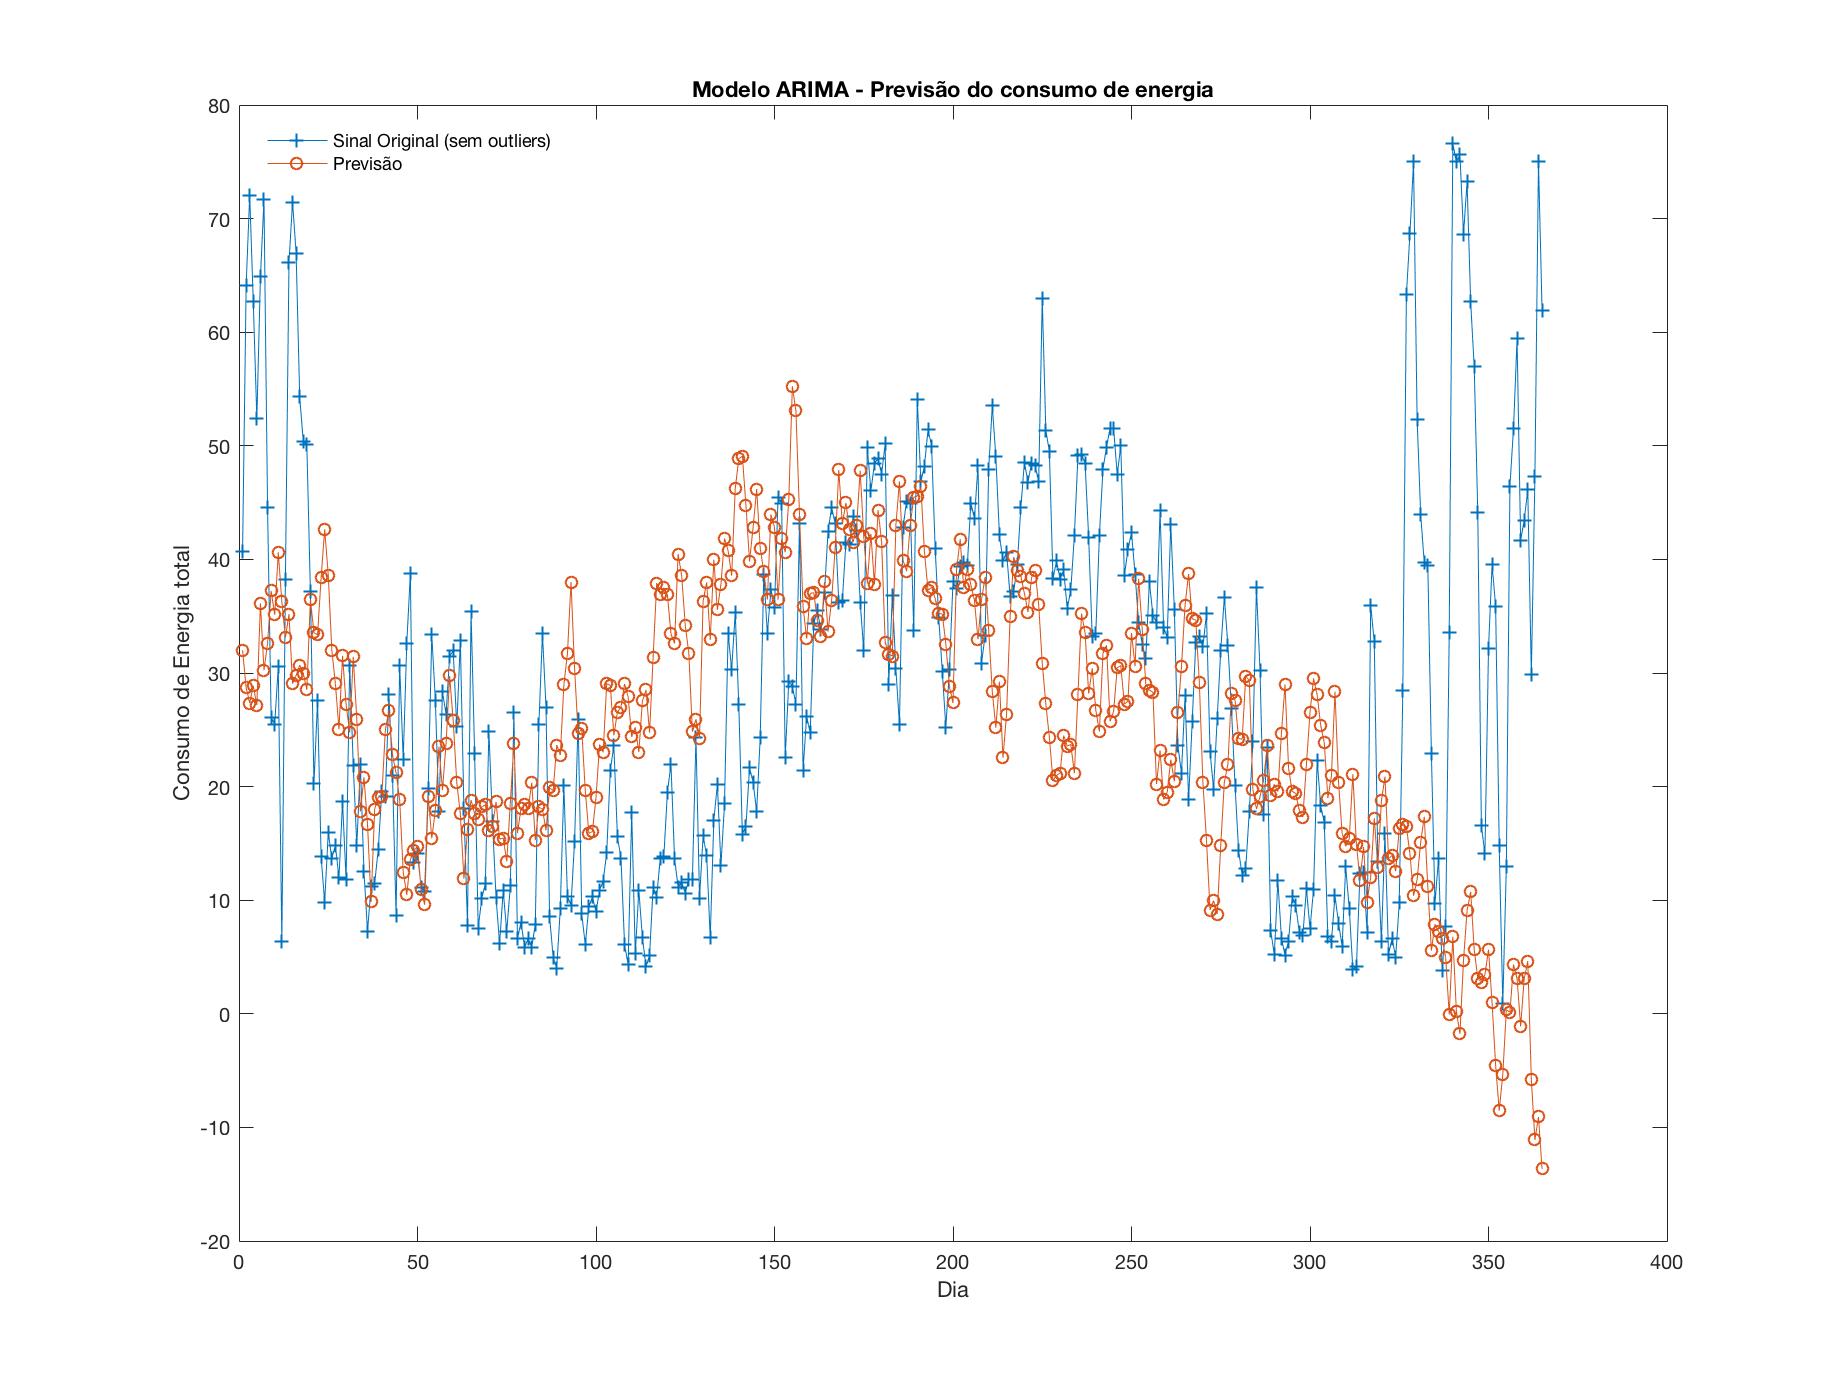 Modelo ARIMA - Previsão do consumo de energia
Sinal Original (sem outliers)
Previsão
Consumo de Energia total
80
70
60
50
40
30
20
10
0
-10
-20
0 50 100 150 200 250 300 350 400
Dia